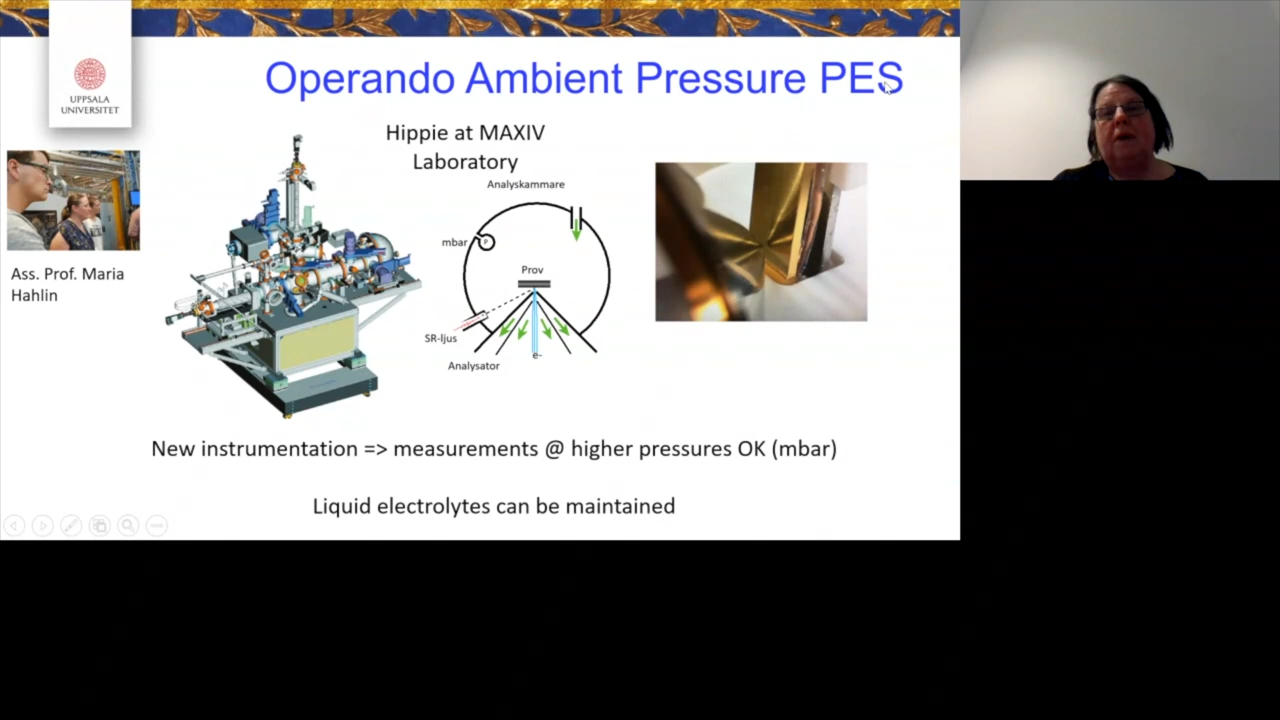 Operando Ambient Pressure PES
UPPSALA
UNIVERSITET
Hippie at MAXIV
Laboratory
Analyskammare
mbar
P
Prov
SR-ljus
e-
Analysator
Ass. Prof. Maria
Hahlin
New instrumentation => measurements @ higher pressures OK (mbar)
Liquid electrolytes can be maintained